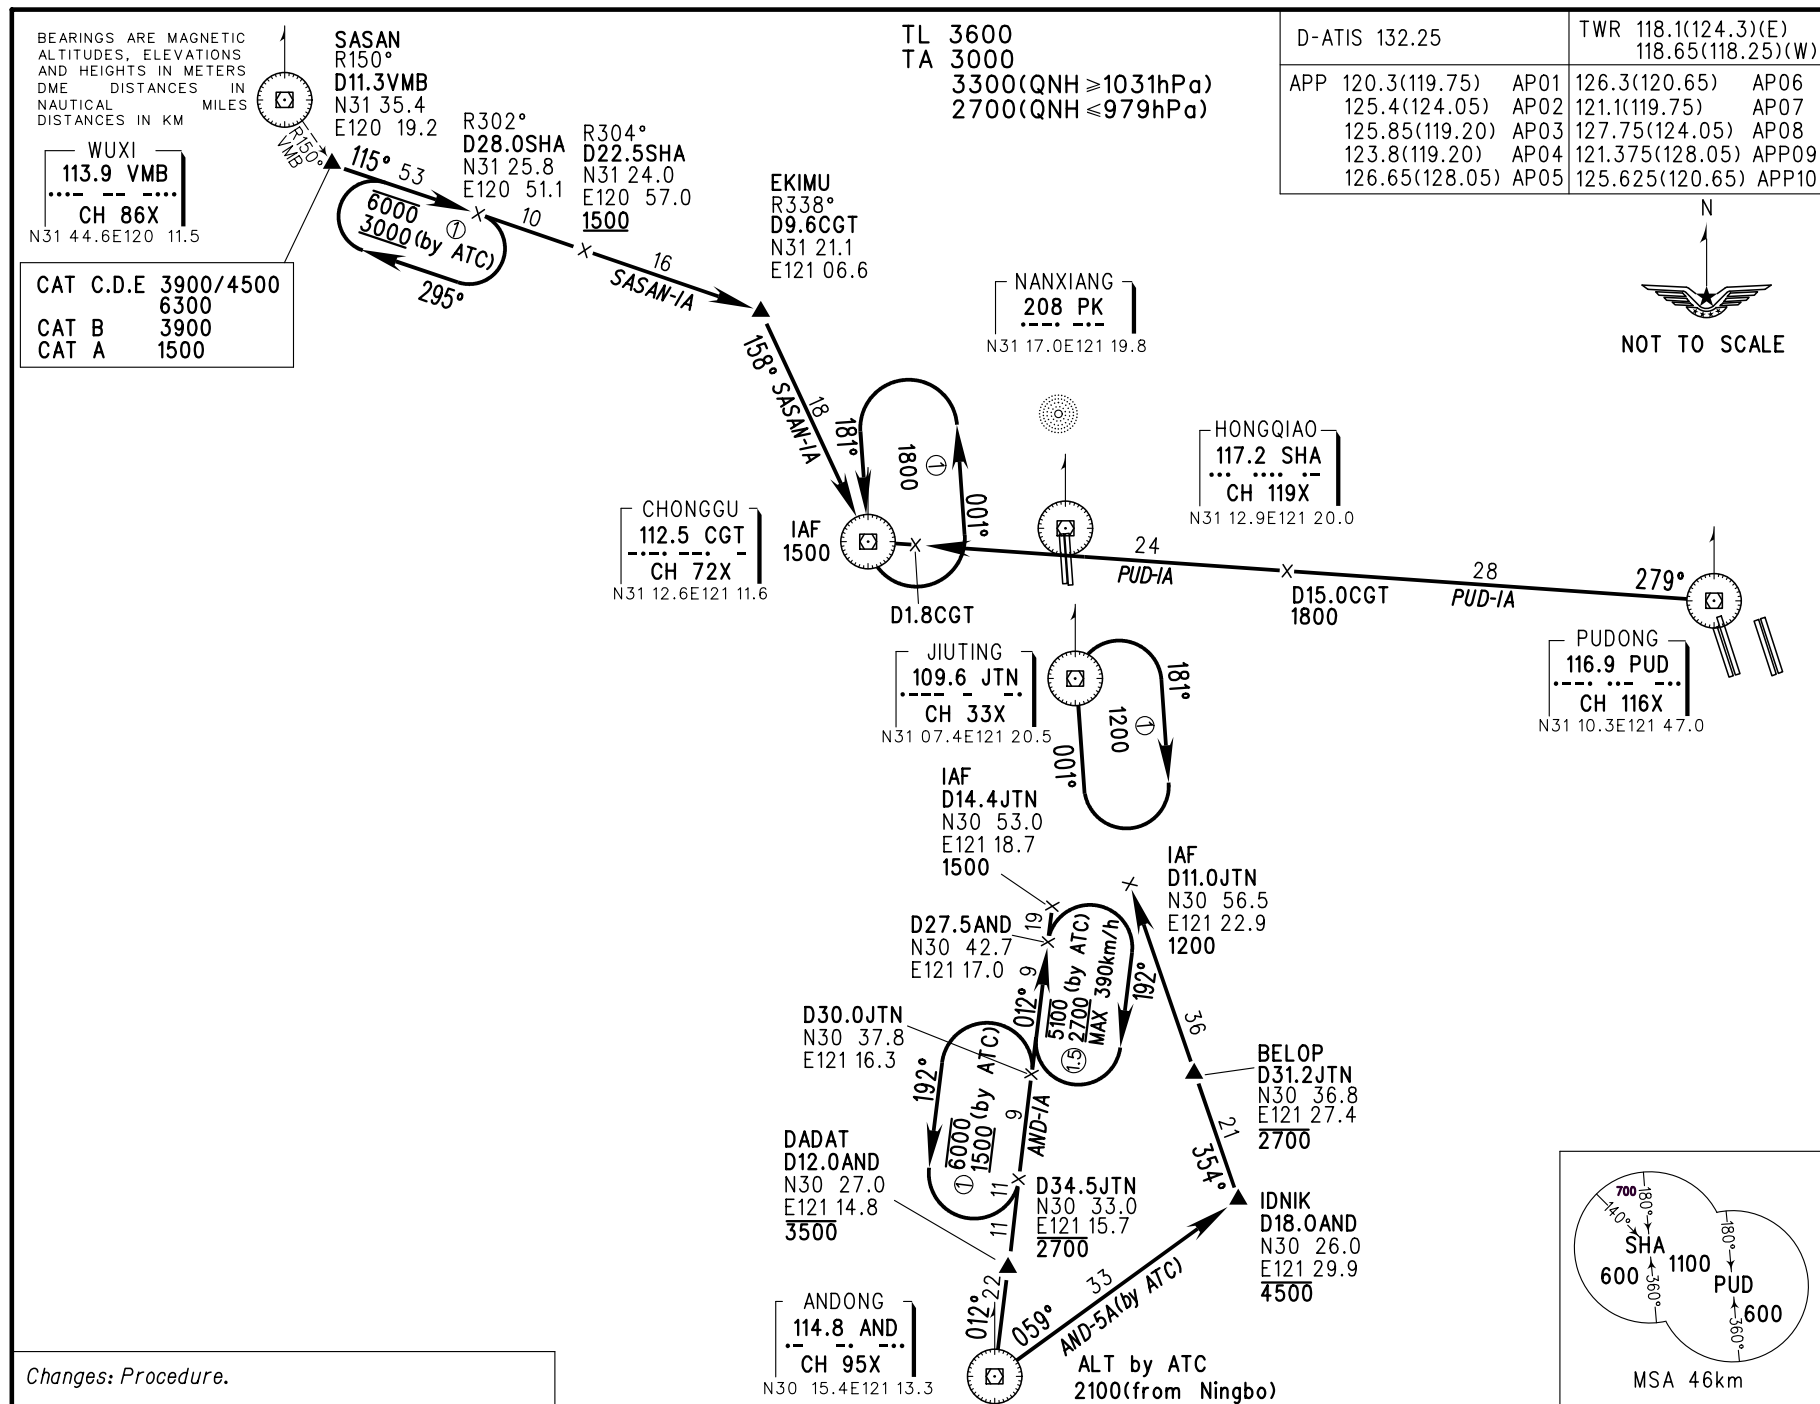 BEARINGS ARE MAGNETIC
ALTITUDES, ELEVATIONS
AND HEIGHTS IN METERS
DME DISTANCES IN
NAUTICAL MILES
DISTANCES IN KM
WUXI
113.9 VMB
CH 86X
N31 44.6E120 11.5
R150°
VMB
SASAN
R150°
D11.3VMB
N31 35.4
E120 19.2
CAT C.D.E 3900/4500
6300
CAT B 3900
CAT A 1500
115°
53
6000
3000(by ATC)
1
295°
R302°
D28.0SHA
N31 25.8
E120 51.1
10
R304°
D22.5SHA
N31 24.0
E120 57.0
1500
16
SASAN-1A
EKIMU
R338°
D9.6CGT
N31 21.1
E121 06.6
158° SASAN-1A
18
TL 3600
TA 3000
3300(QNH≥1031hPa)
2700(QNH≤979hPa)
D-ATIS 132.25
TWR 118.1(124.3)(E)
118.65(118.25)(W)
APP 120.3(119.75) AP01
125.4(124.05) AP02
125.85(119.20) AP03
123.8(119.20) AP04
126.65(128.05) AP05
126.3(120.65) AP06
121.1(119.75) AP07
127.75(124.05) AP08
121.375(128.05) APP09
125.625(120.65) APP10
N
NOT TO SCALE
NANXIANG
208 PK
N31 17.0E121 19.8
HONGQIAO
117.2 SHA
CH 119X
N31 12.9E121 20.0
CHONGGU
112.5 CGT
CH 72X
N31 12.6E121 11.6
IAF
1500
181°
1800
1
001°
D1.8CGT
24
PUD-1A
D15.0CGT
1800
28
PUD-1A
279°
PUDONG
116.9 PUD
CH 116X
N31 10.3E121 47.0
JIUTING
109.6 JTN
CH 33X
N31 07.4E121 20.5
181°
1200
1
001°
IAF
D14.4JTN
N30 53.0
E121 18.7
1500
IAF
D11.0JTN
N30 56.5
E121 22.9
1200
D27.5AND
N30 42.7
E121 17.0
19
012° 9
5100
2700
(by ATC)
MAX 390km/h
1.5
192°
D30.0JTN
N30 37.8
E121 16.3
192°
6000
1500
(by ATC)
1
9
AND-1A
11
11
36
BELOP
D31.2JTN
N30 36.8
E121 27.4
2700
21
354°
DADAT
D12.0AND
N30 27.0
E121 14.8
3500
D34.5JTN
N30 33.0
E121 15.7
2700
IDNIK
D18.0AND
N30 26.0
E121 29.9
4500
ANDONG
114.8 AND
CH 95X
N30 15.4E121 13.3
012°
22
059°
33
AND-5A(by ATC)
ALT by ATC
2100(from Ningbo)
700
180°
140°
SHA
600
360°
1100
180°
PUD
360°
600
MSA 46km
Changes: Procedure.